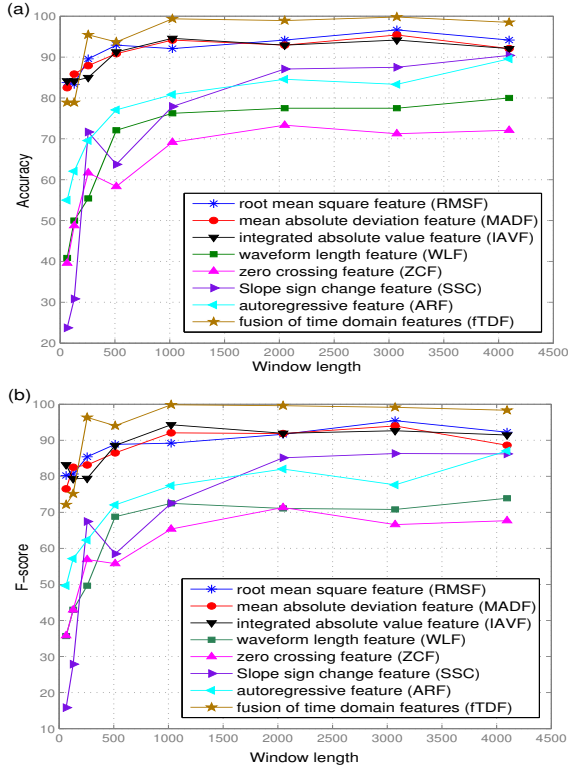 (a)
100
90
80
70
60
50
40
30
20
Accuracy
root mean square feature (RMSF)
mean absolute deviation feature (MADF)
integrated absolute value feature (IAVF)
waveform length feature (WLF)
zero crossing feature (ZCF)
Slope sign change feature (SSC)
autoregressive feature (ARF)
fusion of time domain features (fTDF)
0 500 1000 1500 2000 2500 3000 3500 4000 4500
Window length
(b)
100
90
80
70
60
50
40
30
20
10
F-score
root mean square feature (RMSF)
mean absolute deviation feature (MADF)
integrated absolute value feature (IAVF)
waveform length feature (WLF)
zero crossing feature (ZCF)
Slope sign change feature (SSC)
autoregressive feature (ARF)
fusion of time domain features (fTDF)
0 500 1000 1500 2000 2500 3000 3500 4000 4500
Window length